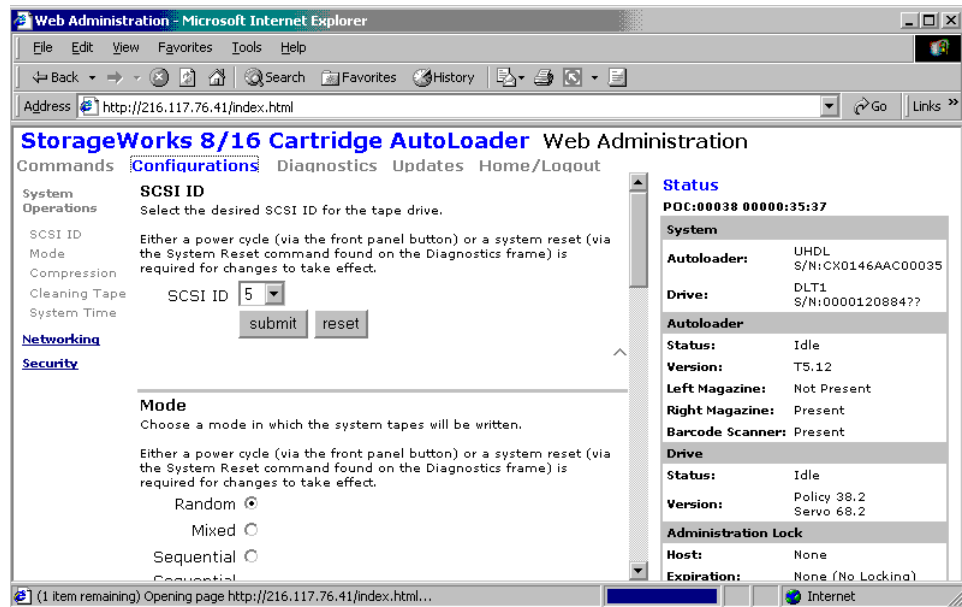 Web Administration - Microsoft Internet Explorer
File Edit View Favorites Tools Help
Back Search Favorites History
Address http://216.117.76.41/index.html Go Links »
StorageWorks 8/16 Cartridge AutoLoader Web Administration
Commands Configurations Diagnostics Updates Home/Logout
System
Operations
SCSI ID
Mode
Compression
Cleaning Tape
System Time
Networking
Security
SCSI ID
Select the desired SCSI ID for the tape drive.
Either a power cycle (via the front panel button) or a system reset (via
the System Reset command found on the Diagnostics frame) is
required for changes to take effect.
SCSI ID 5
submit reset
Mode
Choose a mode in which the system tapes will be written.
Either a power cycle (via the front panel button) or a system reset (via
the System Reset command found on the Diagnostics frame) is
required for changes to take effect.
Random
Mixed
Sequential
Sequential
Status
POC:00038 00000:35:37
System
Autoloader: UHDL
S/N:CX0146AAC00035
Drive: DLT1
S/N:0000120884??
Autoloader
Status: Idle
Version: T5.12
Left Magazine: Not Present
Right Magazine: Present
Barcode Scanner: Present
Drive
Status: Idle
Version: Policy 38.2
Servo 68.2
Administration Lock
Host: None
Expiration: None (No Locking)
(1 item remaining) Opening page http://216.117.76.41/index.html... Internet